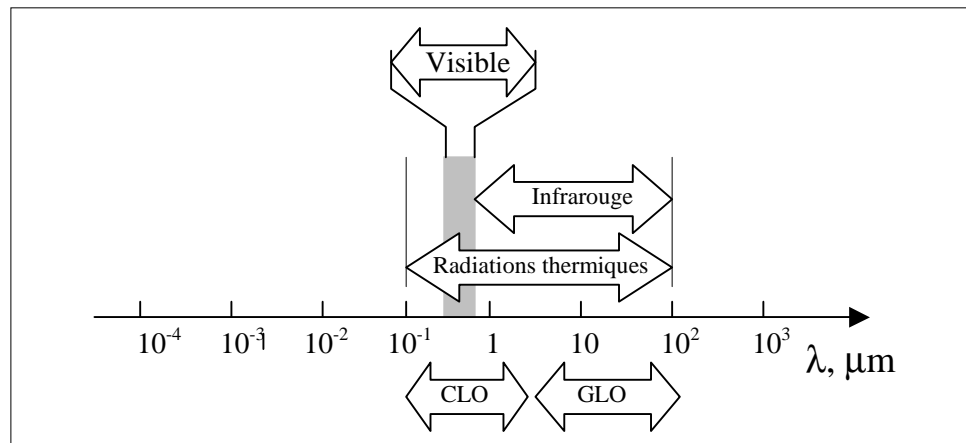 Visible
Infrarouge
Radiations thermiques
10-4 10-3 10-2 10-1 1 10 10² 10³
λ, μm
CLO GLO